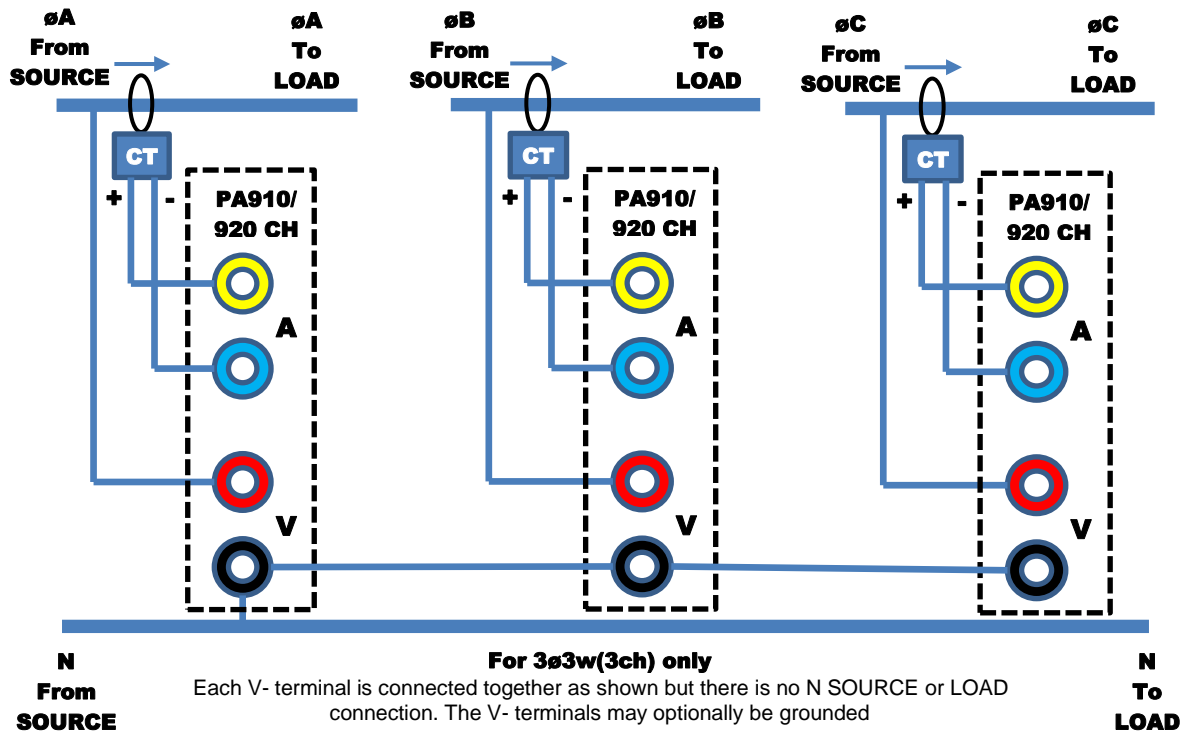 øA
From
SOURCE
øA
To
LOAD
øB
From
SOURCE
øB
To
LOAD
øC
From
SOURCE
øC
To
LOAD
CT
+
-
PA910/
920 CH
A
V
CT
+
-
PA910/
920 CH
A
V
CT
+
-
PA910/
920 CH
A
V
N
From
SOURCE
For 3ø3w(3ch) only
Each V- terminal is connected together as shown but there is no N SOURCE or LOAD
connection. The V- terminals may optionally be grounded
N
To
LOAD